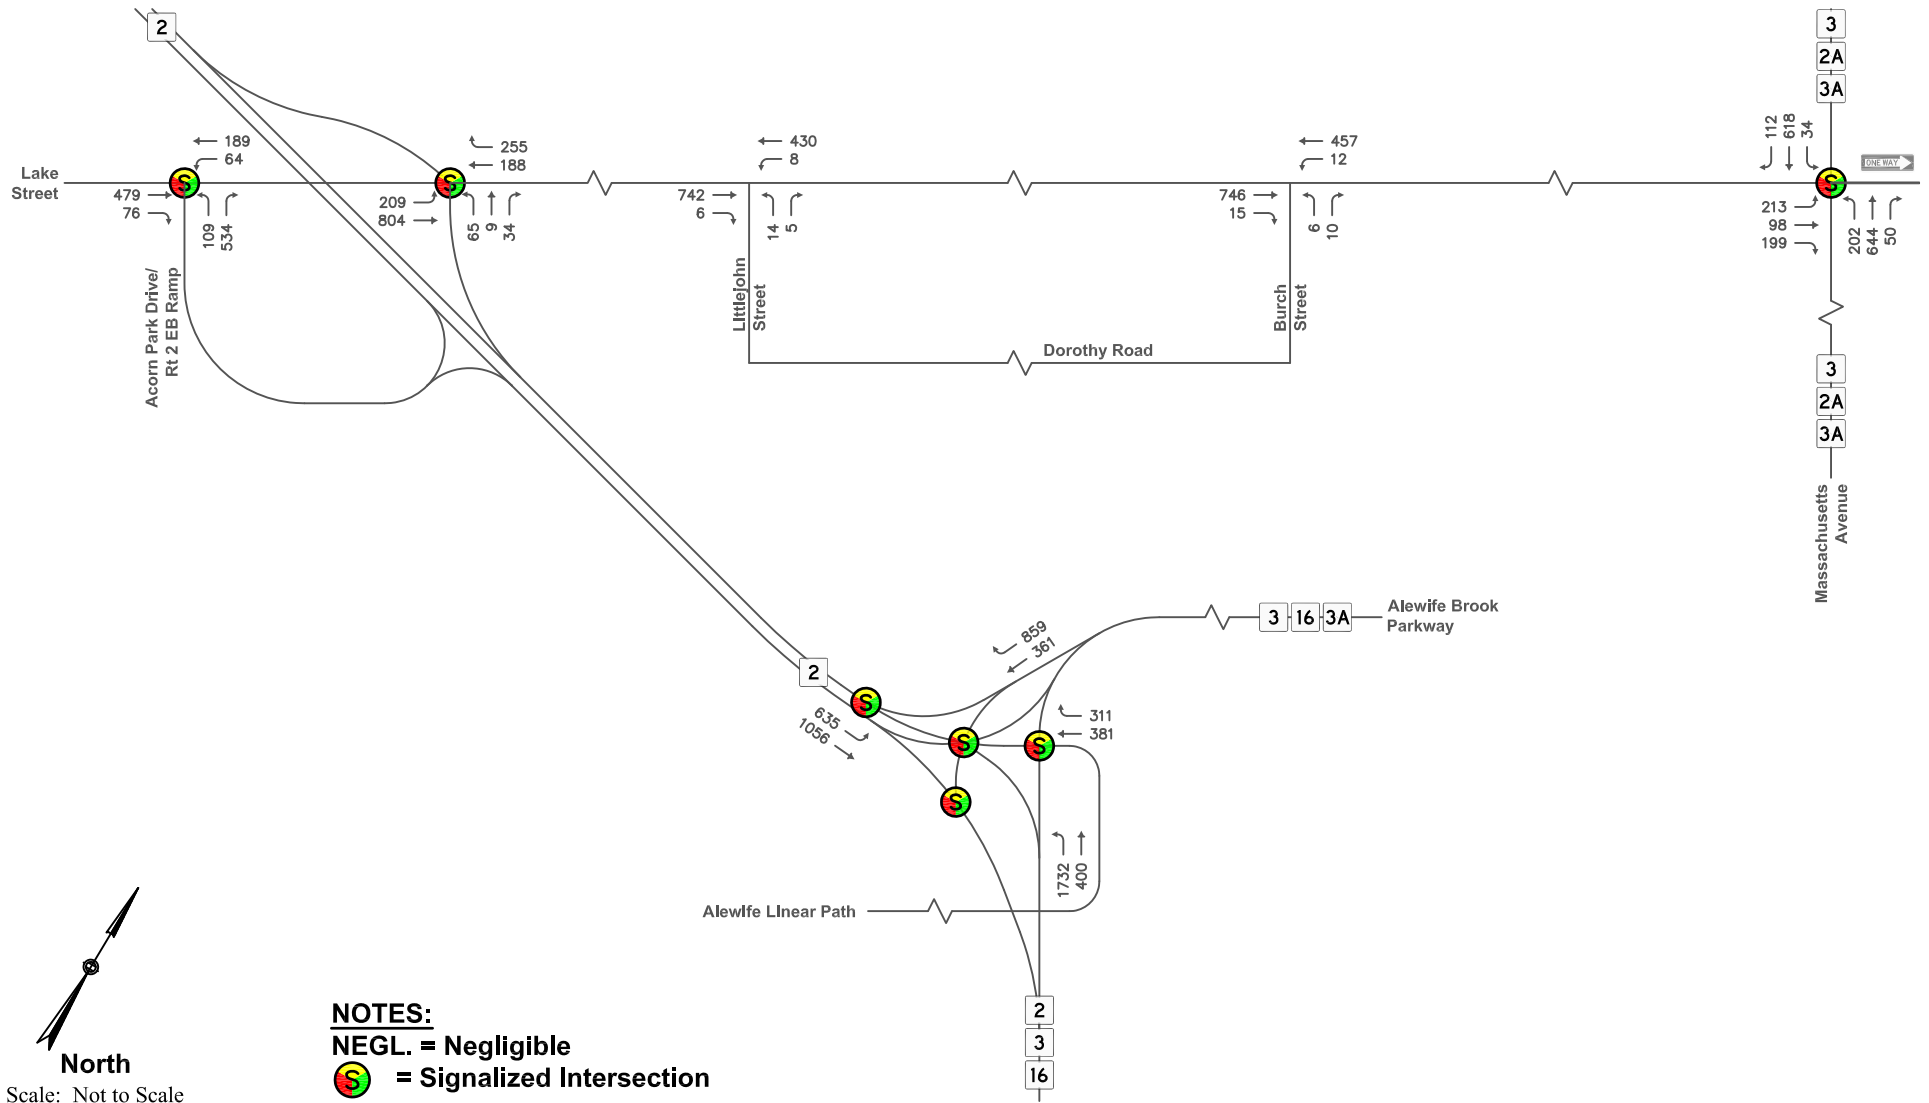 2
3
2A
3A
Lake
Street
189
64
479
76
109
534
255
188
209
804
65
9
34
430
8
742
6
14
5
457
12
746
15
6
10
112
618
34
ONE WAY
213
98
199
202
644
50
Acorn Park Drive/
Rt 2 EB Ramp
Littlejohn
Street
Burch
Street
Dorothy Road
3
2A
3A
Massachusetts
Avenue
Alewife Brook
Parkway
3 16 3A
859
361
2
635
1056
311
381
1732
400
Alewife Linear Path
2
3
16
S
S
S
S
S
S
S
North
Scale: Not to Scale
NOTES:
NEGL. = Negligible
S = Signalized Intersection